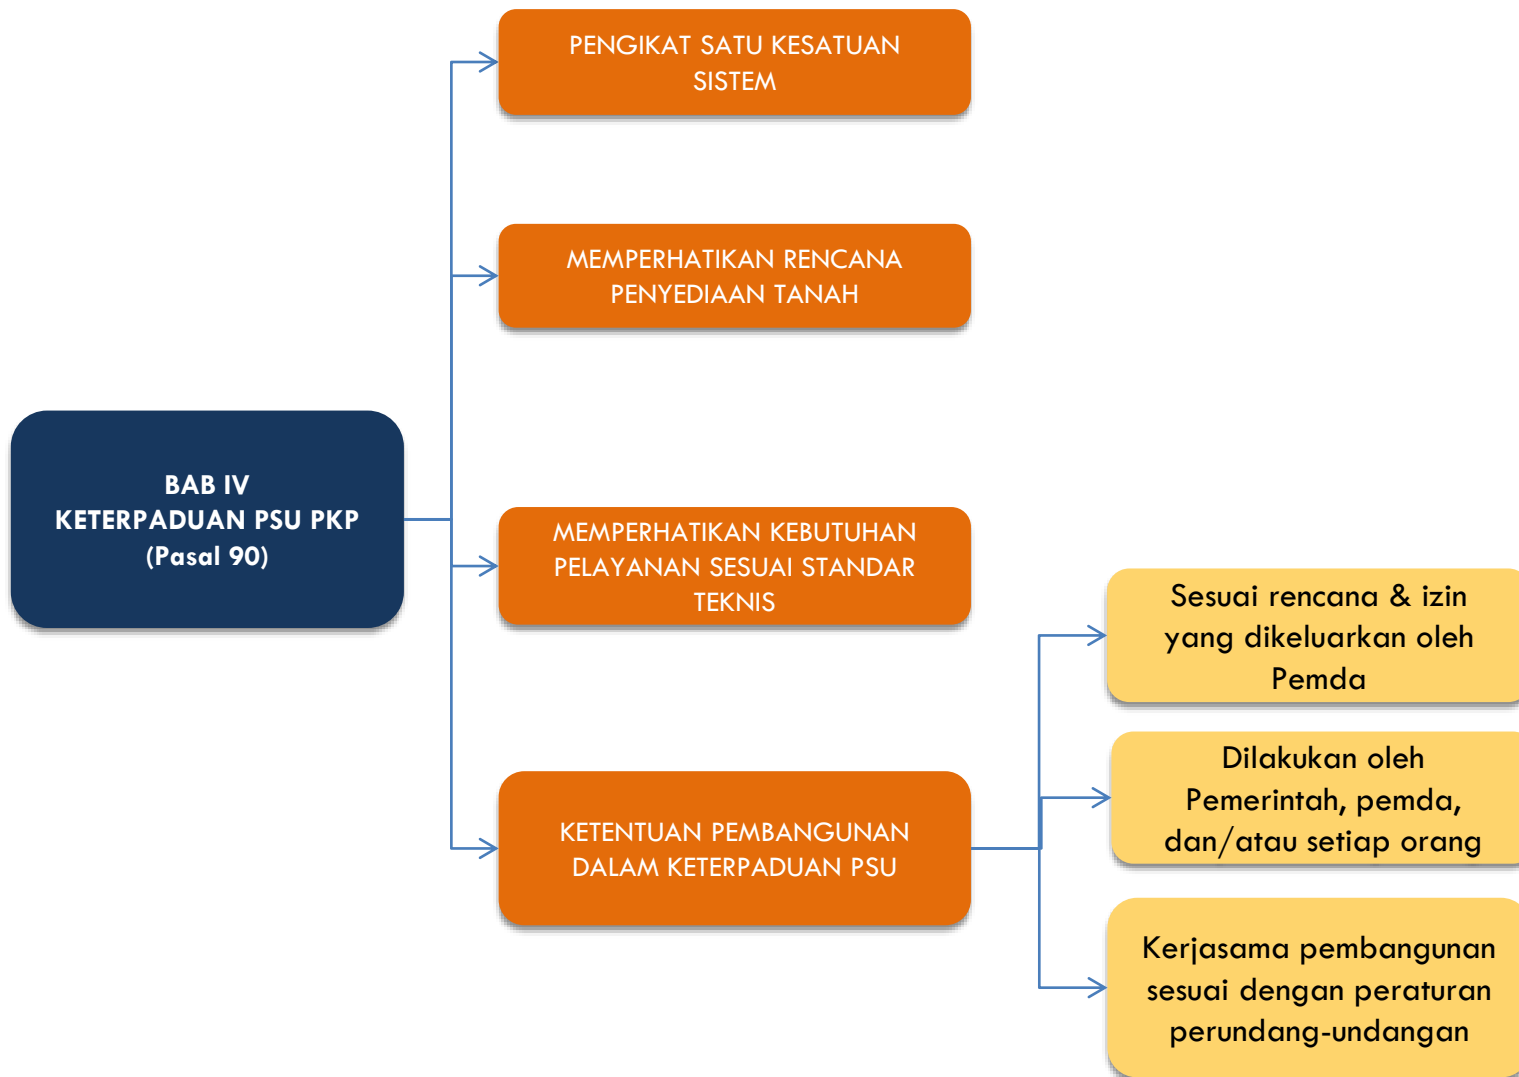 PENGIKAT SATU KESATUAN
SISTEM
MEMPERHATIKAN RENCANA
PENYEDIAAN TANAH
BAB IV
KETERPADUAN PSU PKP
(Pasal 90)
MEMPERHATIKAN KEBUTUHAN
PELAYANAN SESUAI STANDAR
TEKNIS
KETENTUAN PEMBANGUNAN
DALAM KETERPADUAN PSU
Sesuai rencana & izin
yang dikeluarkan oleh
Pemda
Dilakukan oleh
Pemerintah, pemda,
dan/atau setiap orang
Kerjasama pembangunan
sesuai dengan peraturan
perundang-undangan